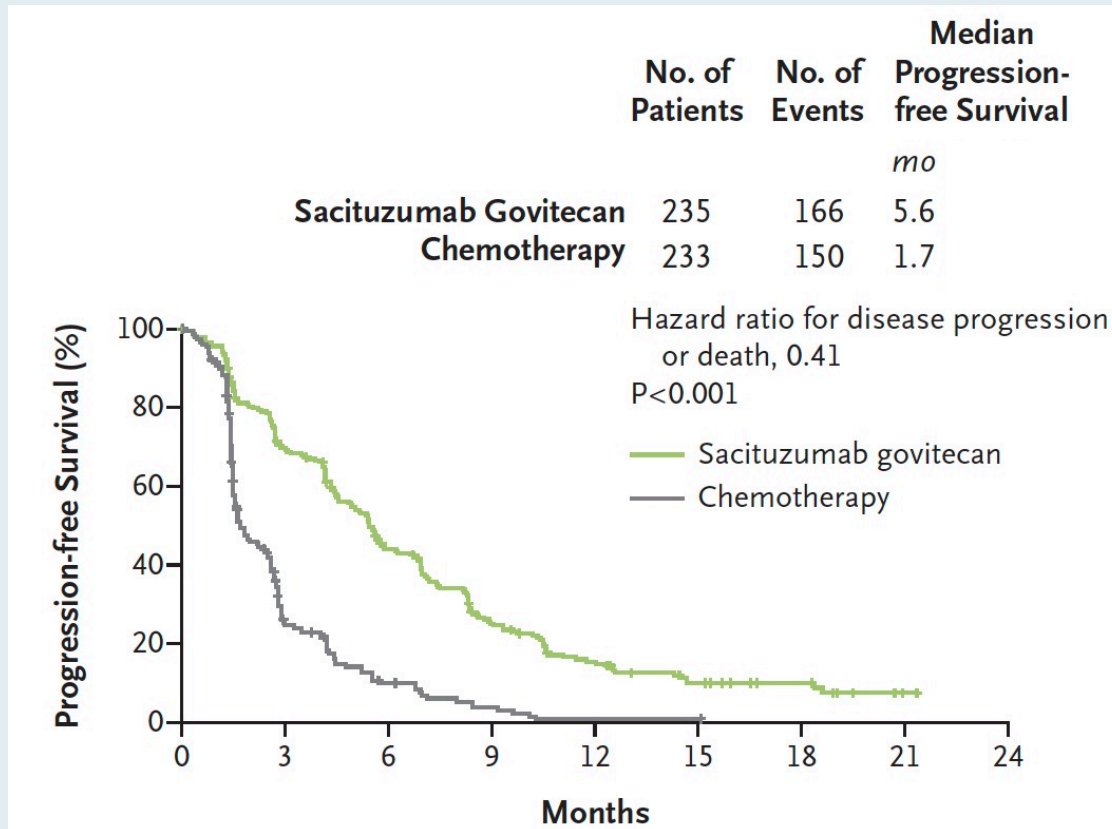 Median
No. of No. of Progression-
Patients Events free Survival
mo
Sacituzumab Govitecan 235 166 5.6
Chemotherapy 233 150 1.7
Hazard ratio for disease progression
or death, 0.41
P<0.001
Sacituzumab govitecan
Chemotherapy
Progression-free Survival (%)
100
80
60
40
20
0
0 3 6 9 12 15 18 21 24
Months